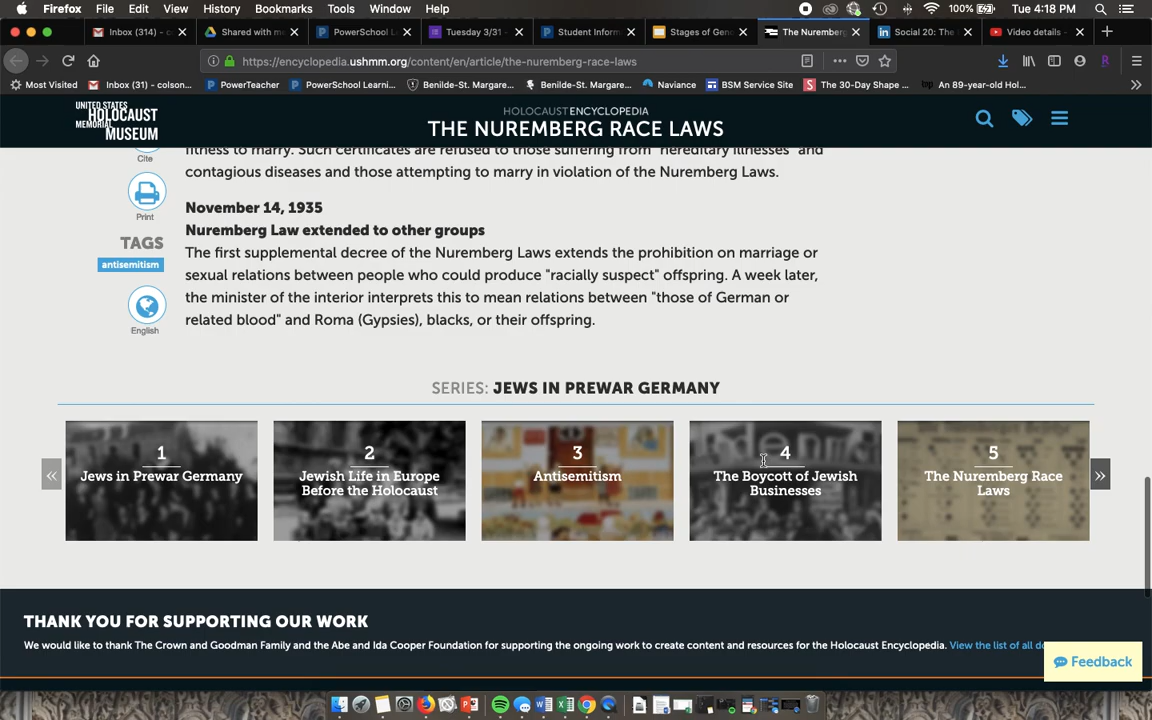 Firefox File Edit View History Bookmarks Tools Window Help
100% Tue 4:18 PM
Inbox (314) - c
Shared with m
PowerSchool L
Tuesday 3/31 -
Student Inform
Stages of Gen
The Nuremberg
Social 20: The
Video details -
https://encyclopedia.ushmm.org/content/en/article/the-nuremberg-race-laws
Most Visited
Inbox (31) - colson...
PowerTeacher
PowerSchool Learni...
Benilde-St. Margare...
Benilde-St. Margare...
Naviance
BSM Service Site
The 30-Day Shape ...
An 89-year-old Hol...
UNITED STATES
HOLOCAUST
MEMORIAL
MUSEUM
HOLOCAUSTENCYCLOPEDIA
THE NUREMBERG RACE LAWS
fitness to marry. Such certificates are refused to those suffering from "hereditary illnesses" and
contagious diseases and those attempting to marry in violation of the Nuremberg Laws.
Cite
Print
TAGS
antisemitism
English
November 14, 1935
Nuremberg Law extended to other groups
The first supplemental decree of the Nuremberg Laws extends the prohibition on marriage or
sexual relations between people who could produce "racially suspect" offspring. A week later,
the minister of the interior interprets this to mean relations between "those of German or
related blood" and Roma (Gypsies), blacks, or their offspring.
SERIES: JEWS IN PREWAR GERMANY
1
Jews in Prewar Germany
2
Jewish Life in Europe
Before the Holocaust
3
Antisemitism
4
The Boycott of Jewish
Businesses
5
The Nuremberg Race
Laws
THANK YOU FOR SUPPORTING OUR WORK
We would like to thank The Crown and Goodman Family and the Abe and Ida Cooper Foundation for supporting the ongoing work to create content and resources for the Holocaust Encyclopedia. View the list of all do
Feedback